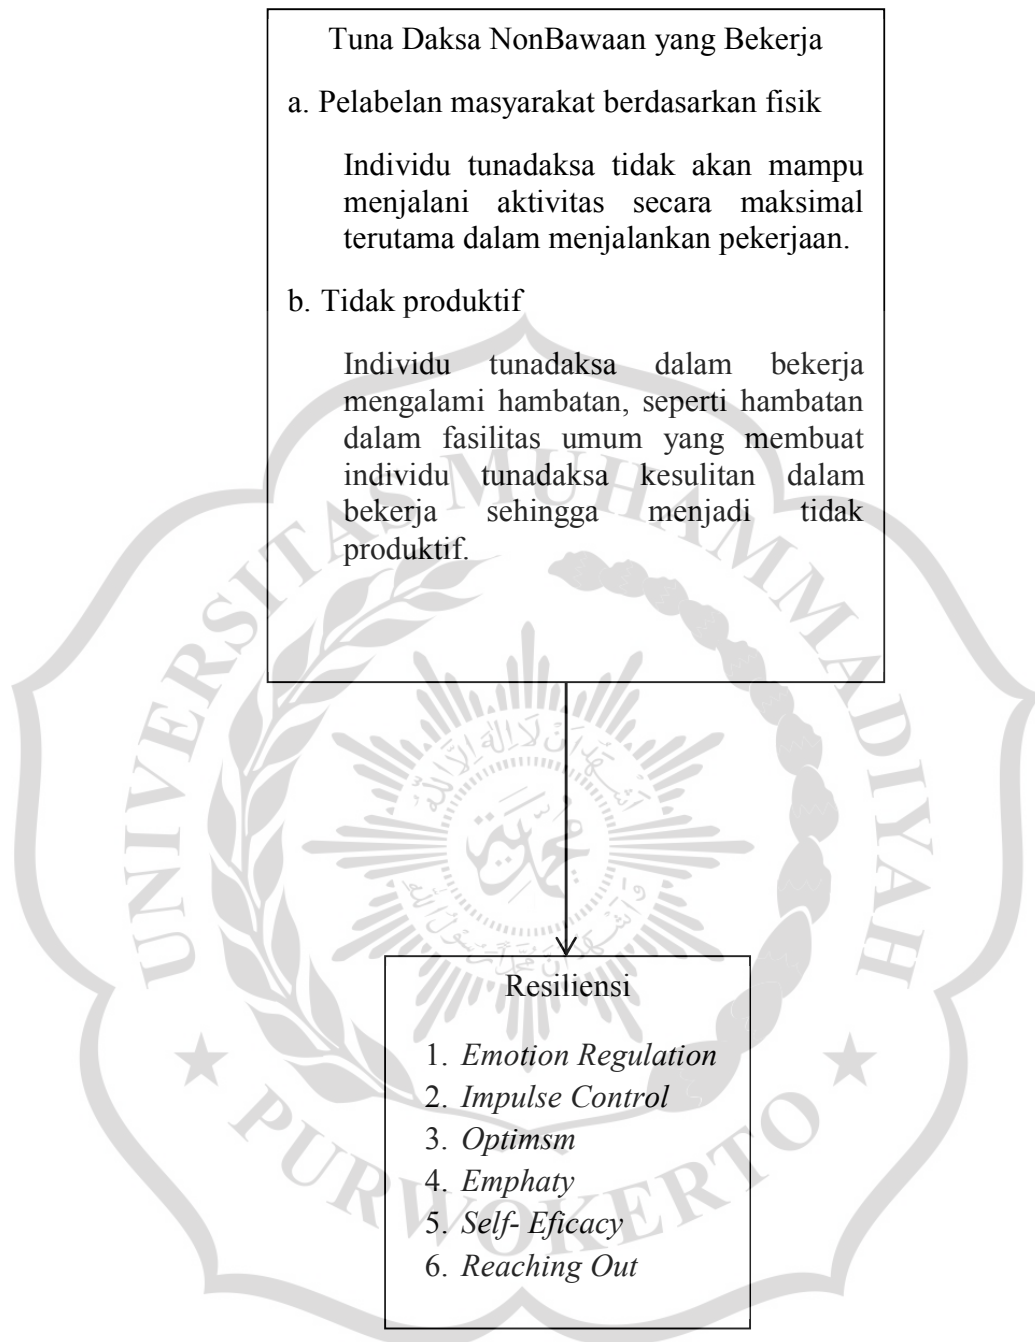 Tuna Daksa NonBawaan yang Bekerja
a. Pelabelan masyarakat berdasarkan fisik
Individu tunadaksa tidak akan mampu
menjalani aktivitas secara maksimal
terutama dalam menjalankan pekerjaan.
b. Tidak produktif
Individu tunadaksa dalam bekerja
mengalami hambatan, seperti hambatan
dalam fasilitas umum yang membuat
individu tunadaksa kesulitan dalam
bekerja sehingga menjadi tidak
produktif.
UNIVERSITAS MUHAMMADIYAH
Resiliensi
1. Emotion Regulation
2. Impulse Control
3. Optimsm
4. Emphaty
5. Self- Eficacy
6. Reaching Out
PURWOKERTO